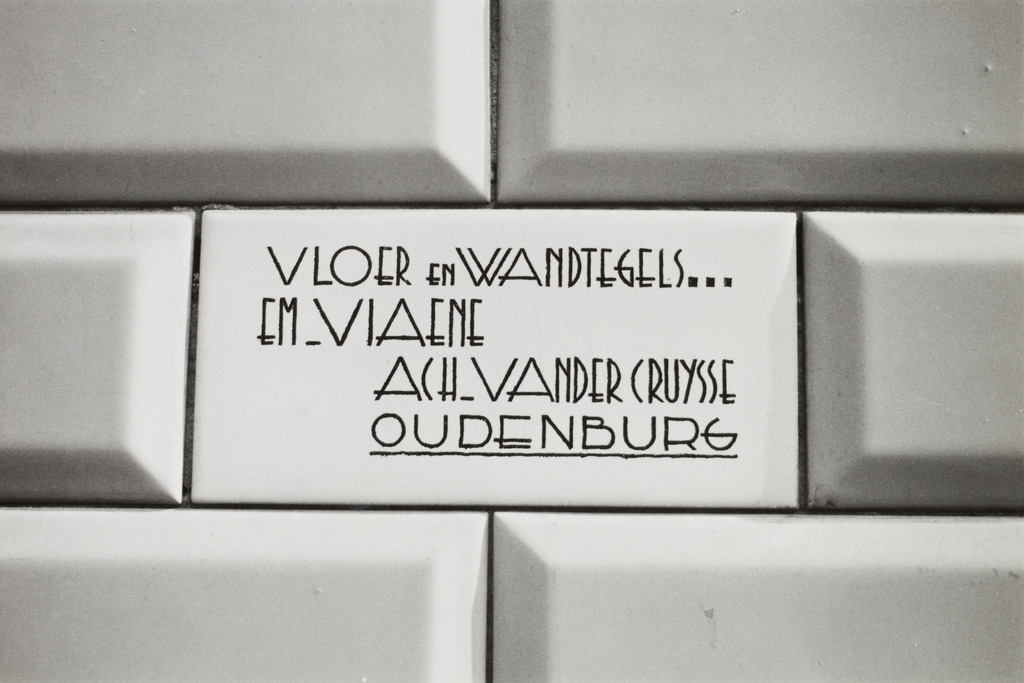 VLOER EN WANDTEGELS...
EM_VIAENE
ACH_VANDER CRUYSSE
OUDENBURG